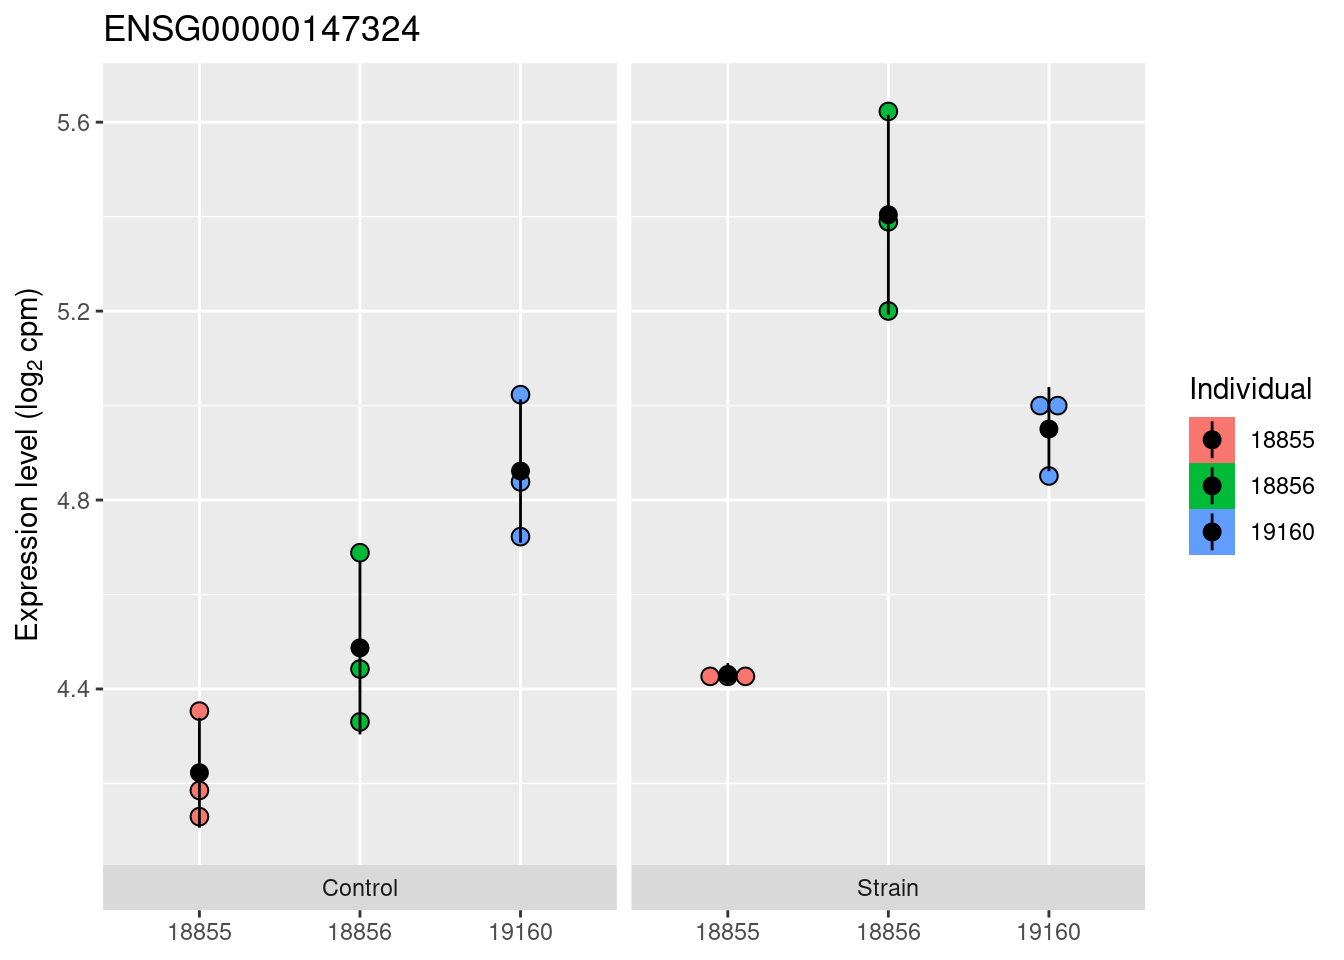 ENSG00000147324
Expression level (log2 cpm)
5.6
5.2
4.8
4.4
Control
Strain
18855 18856 19160
18855 18856 19160
Individual
18855
18856
19160